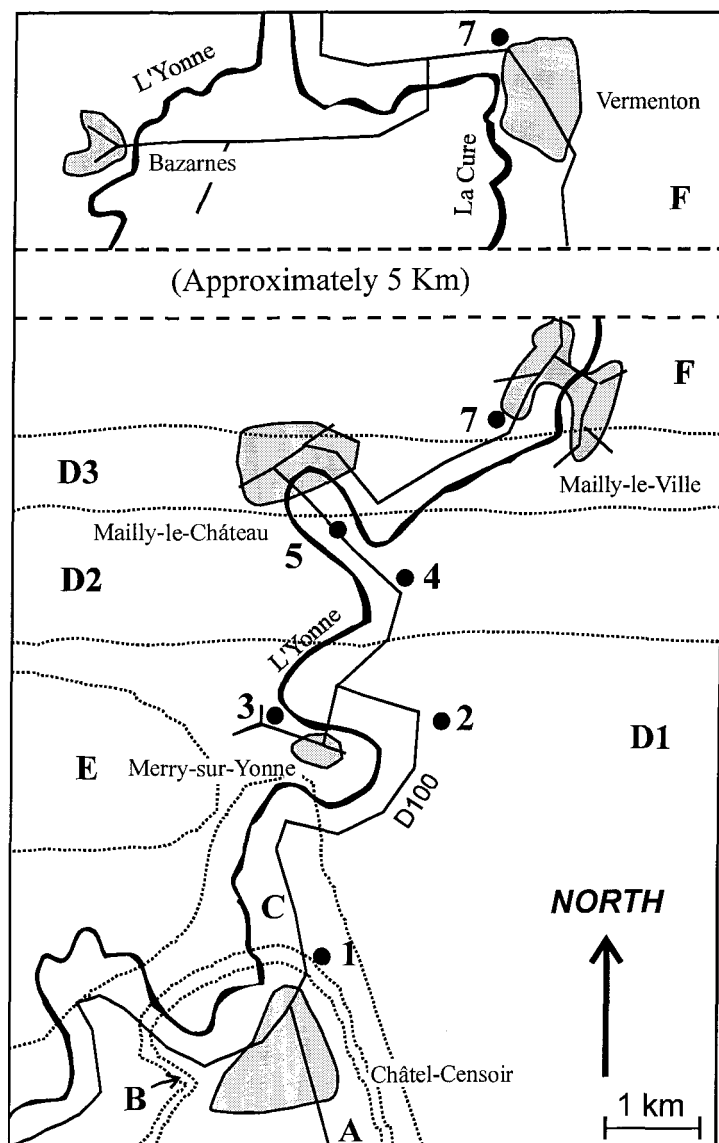 7
L'Yonne
Vermenton
Bazarnes
La Cure
F
(Approximately 5 Km)
F
7
D3
Mailly-le-Ville
Mailly-le-Château
5
4
D2
L'Yonne
3
2
D1
E
Merry-sur-Yonne
D100
C
NORTH
1
Châtel-Censoir
B
1 km
A